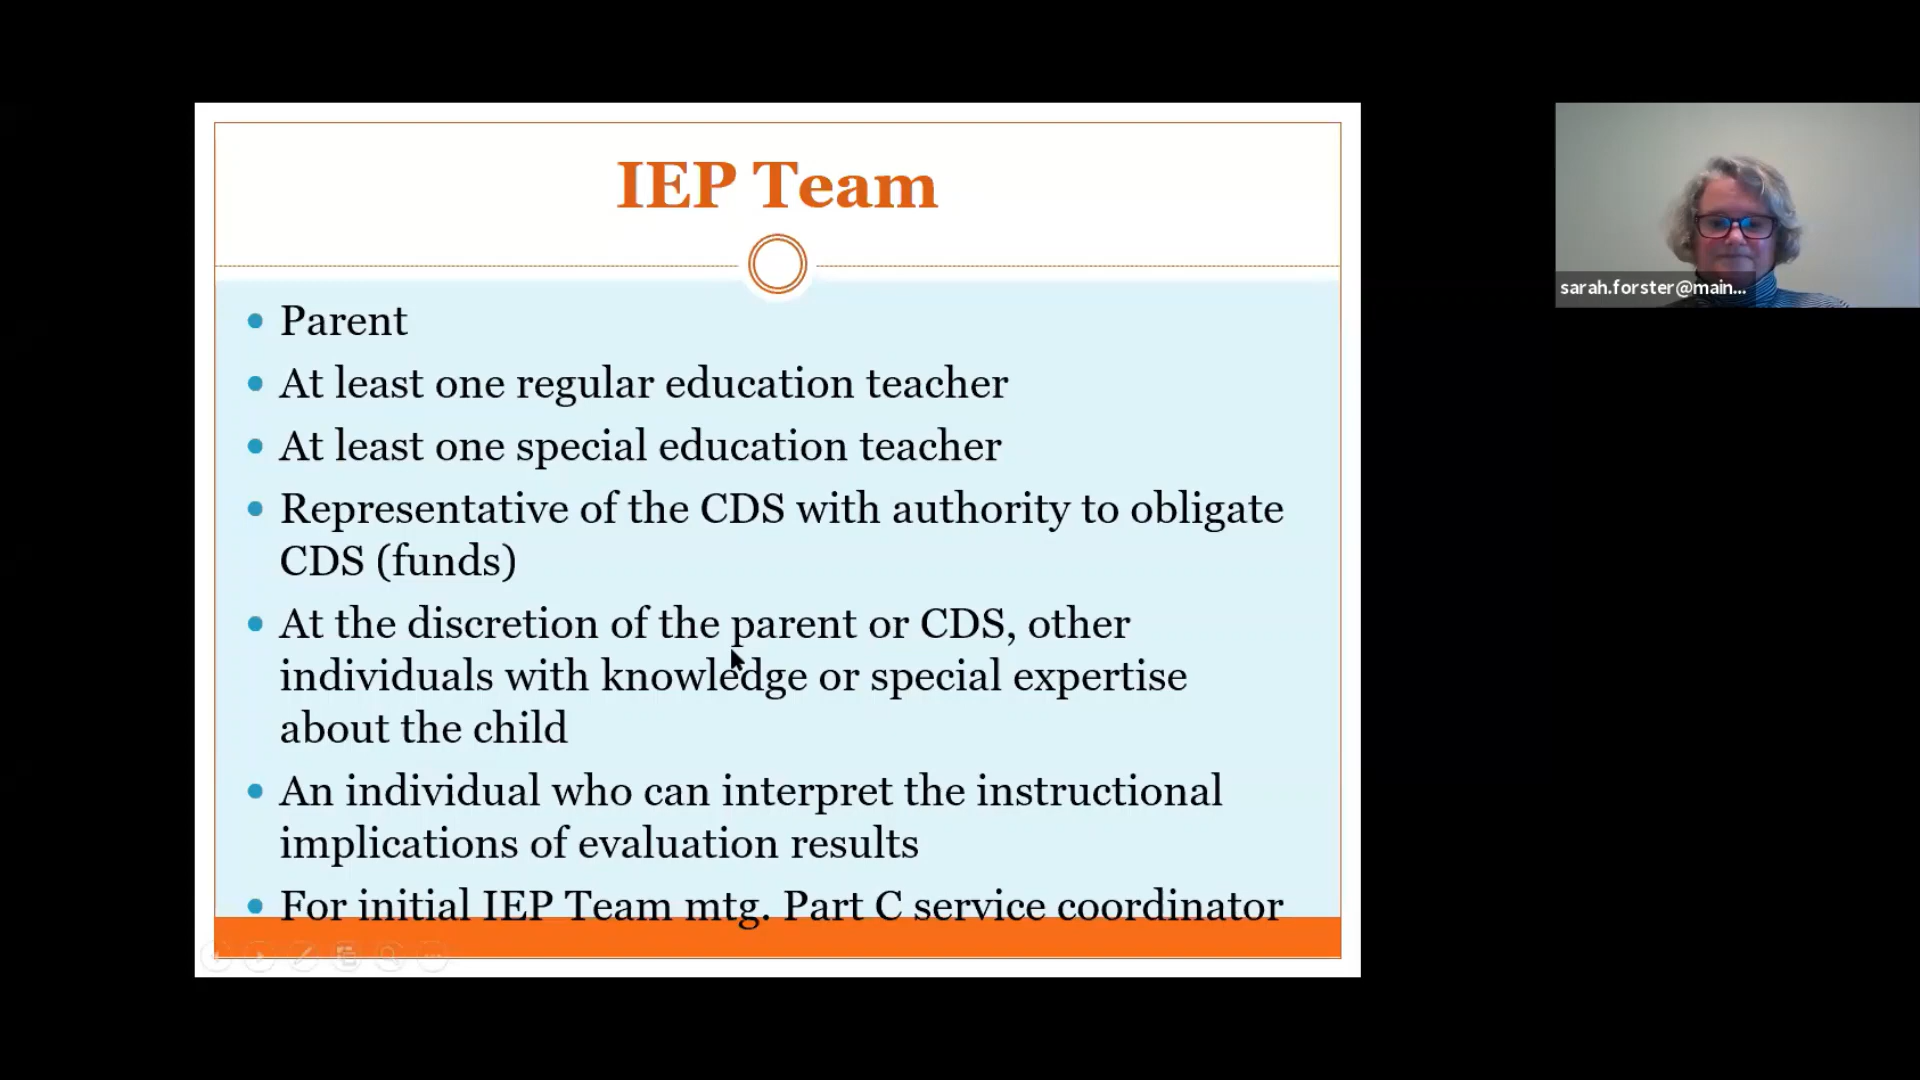 IEP Team
• Parent
• At least one regular education teacher
• At least one special education teacher
• Representative of the CDS with authority to obligate
CDS (funds)
• At the discretion of the parent or CDS, other
individuals with knowledge or special expertise
about the child
• An individual who can interpret the instructional
implications of evaluation results
• For initial IEP Team mtg. Part C service coordinator
sarah.forster@main...